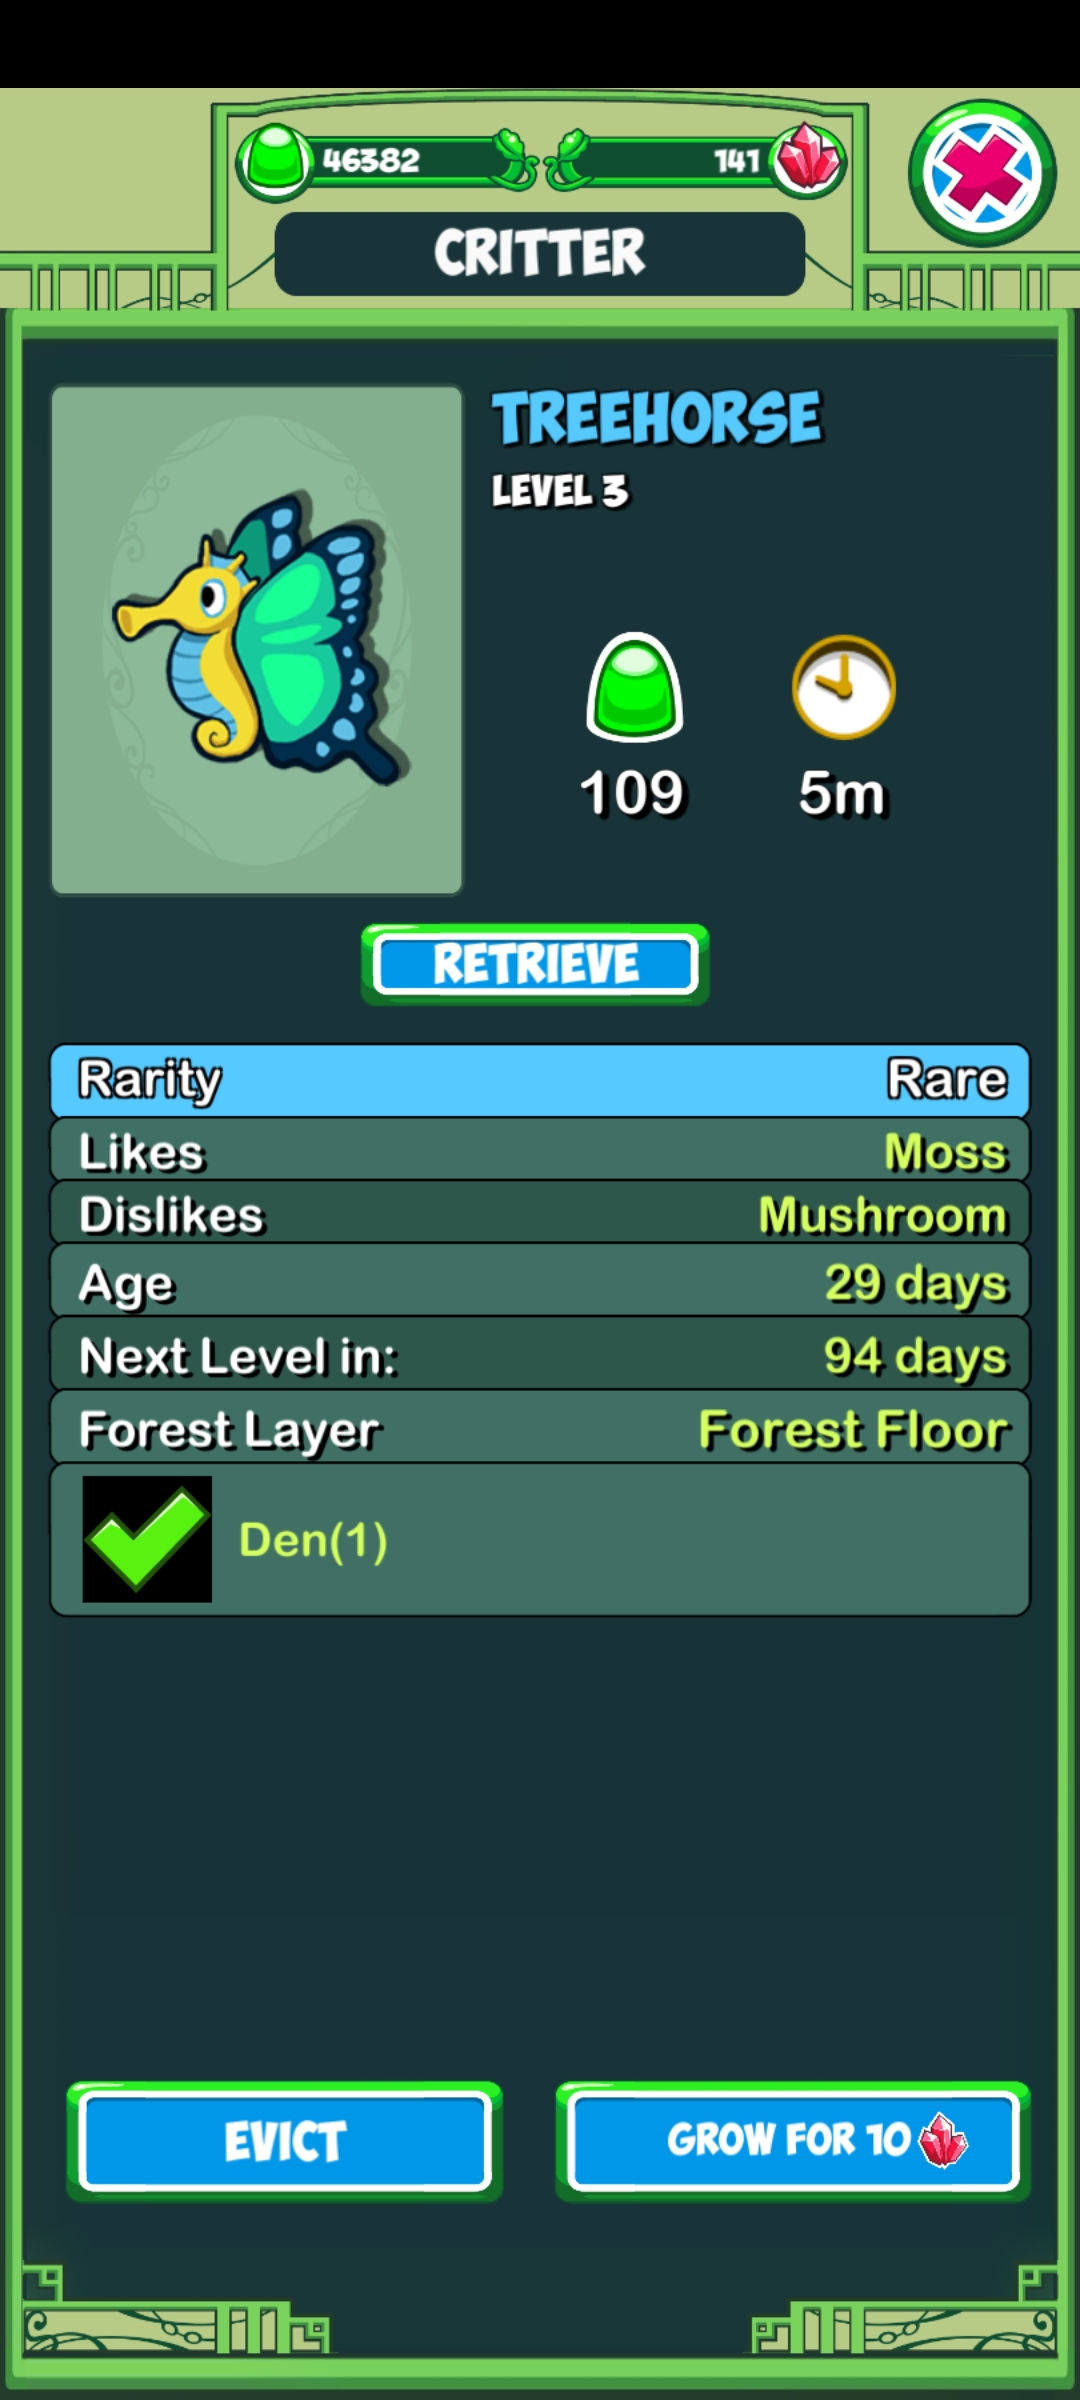 46382 141
CRITTER
TREEHORSE
LEVEL 3
109 5m
RETRIEVE
Rarity Rare
Likes Moss
Dislikes Mushroom
Age 29 days
Next Level in: 94 days
Forest Layer Forest Floor
Den(1)
EVICT GROW FOR 10